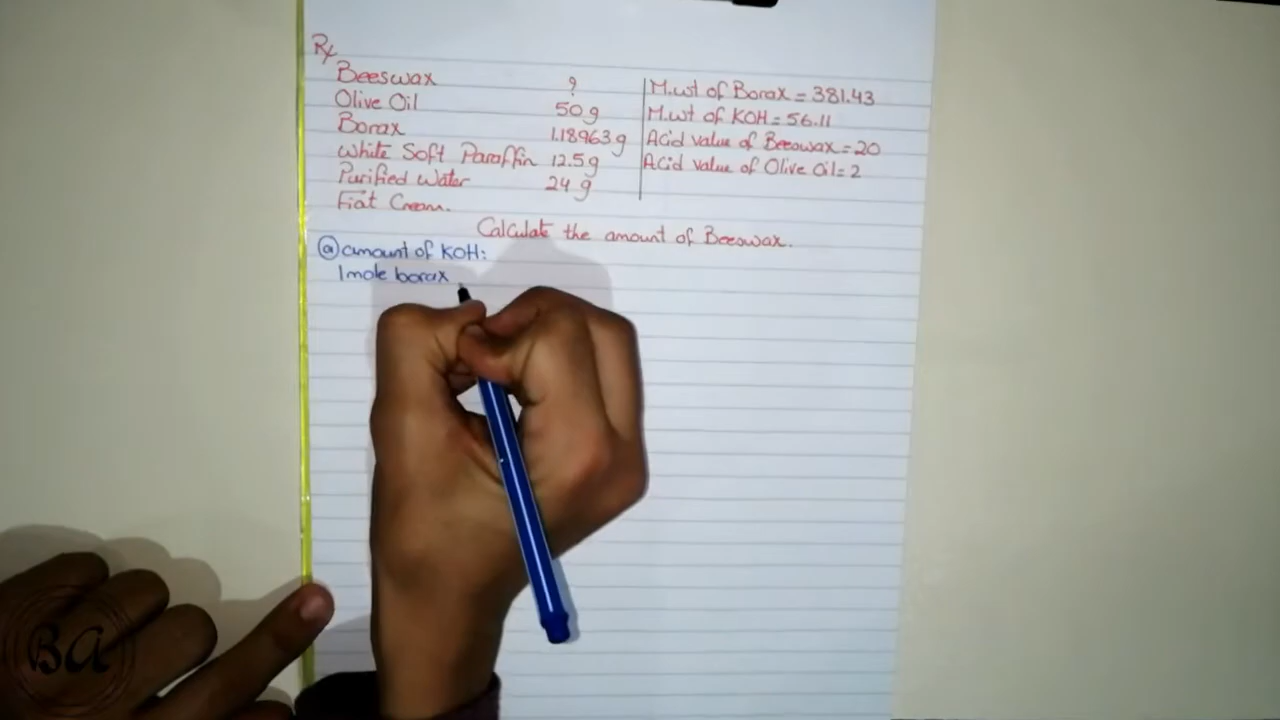 Rx
Beeswax ?
Olive Oil 50 g
Borax 1.18963 g
White Soft Paraffin 12.5 g
Purified Water 24 g
Fiat Cream.
M.wt of Borax = 381.43
M.wt of KOH = 56.11
Acid value of Beeswax = 20
Acid value of Olive Oil = 2
Calculate the amount of Beeswax.
(a) amount of KOH:
1 mole borax
BA